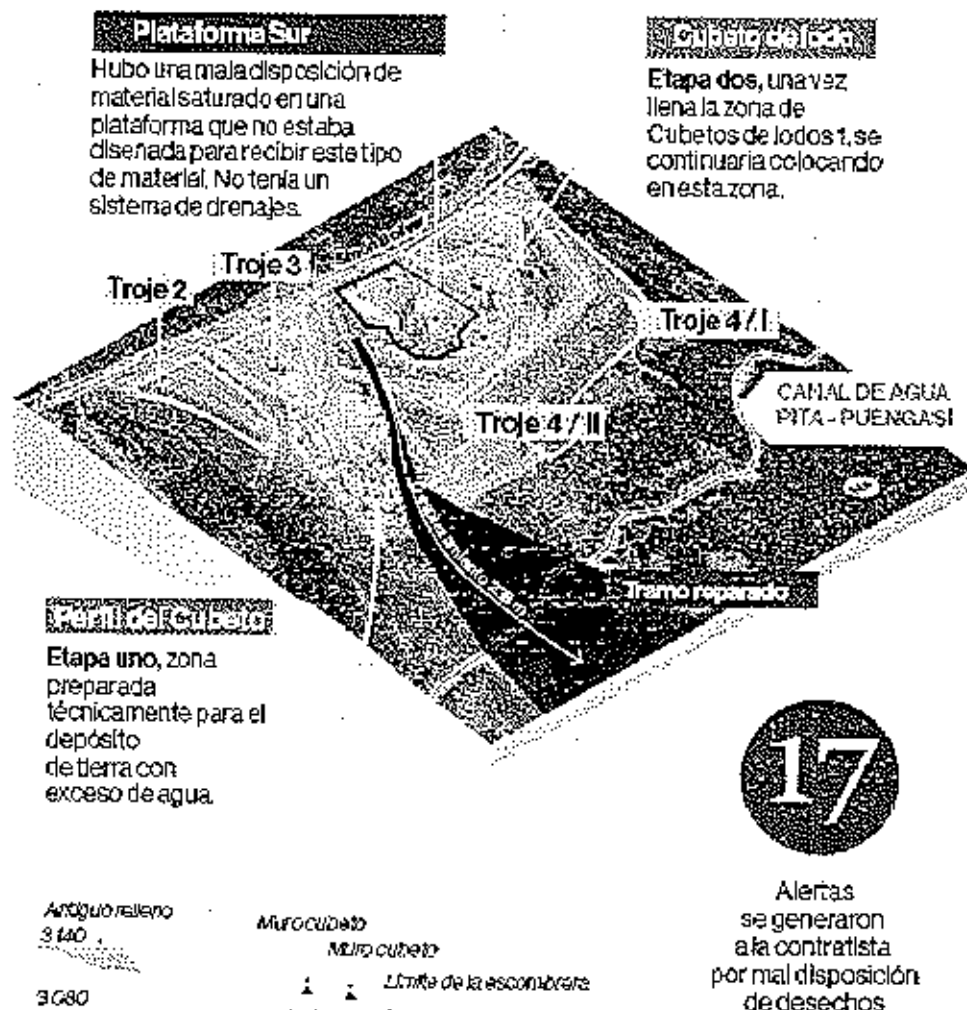 Plataforma Sur
Hubo una mala disposición de
material saturado en una
plataforma que no estaba
diseñada para recibir este tipo
de material. No tenía un
sistema de drenajes.
Cubeto de lodo
Etapa dos, una vez
llena la zona de
Cubetos de lodos 1, se
continuaria colocando
en esta zona.
Troje 3
Troje 2
Troje 4 / I
CANAL DE AGUA
PITA - PUENGASI
Troje 4 / II
Tramo reparado
Perfil del Cubeto
Etapa uno, zona
preparada
técnicamente para el
depósito
de tierra con
exceso de agua.
17
Alertas
se generaron
a la contratista
por mal disposición
de desechos
Antiguo relleno
3 140
Muro cubeto
Muro cubeto
Límite de la escombrera
3 080